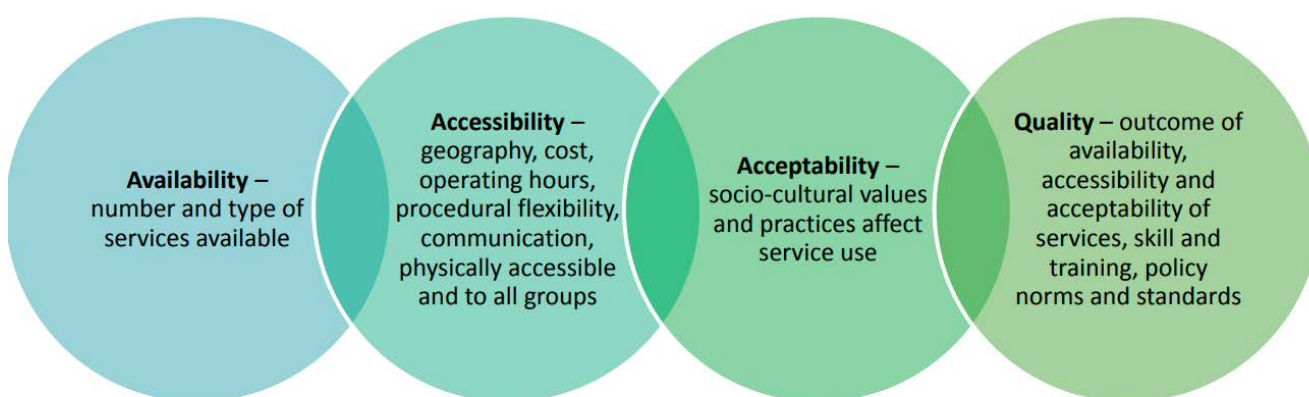 Availability –
number and type of
services available
Accessibility –
geography, cost,
operating hours,
procedural flexibility,
communication,
physically accessible
and to all groups
Acceptability –
socio-cultural values
and practices affect
service use
Quality – outcome of
availability,
accessibility and
acceptability of
services, skill and
training, policy
norms and standards